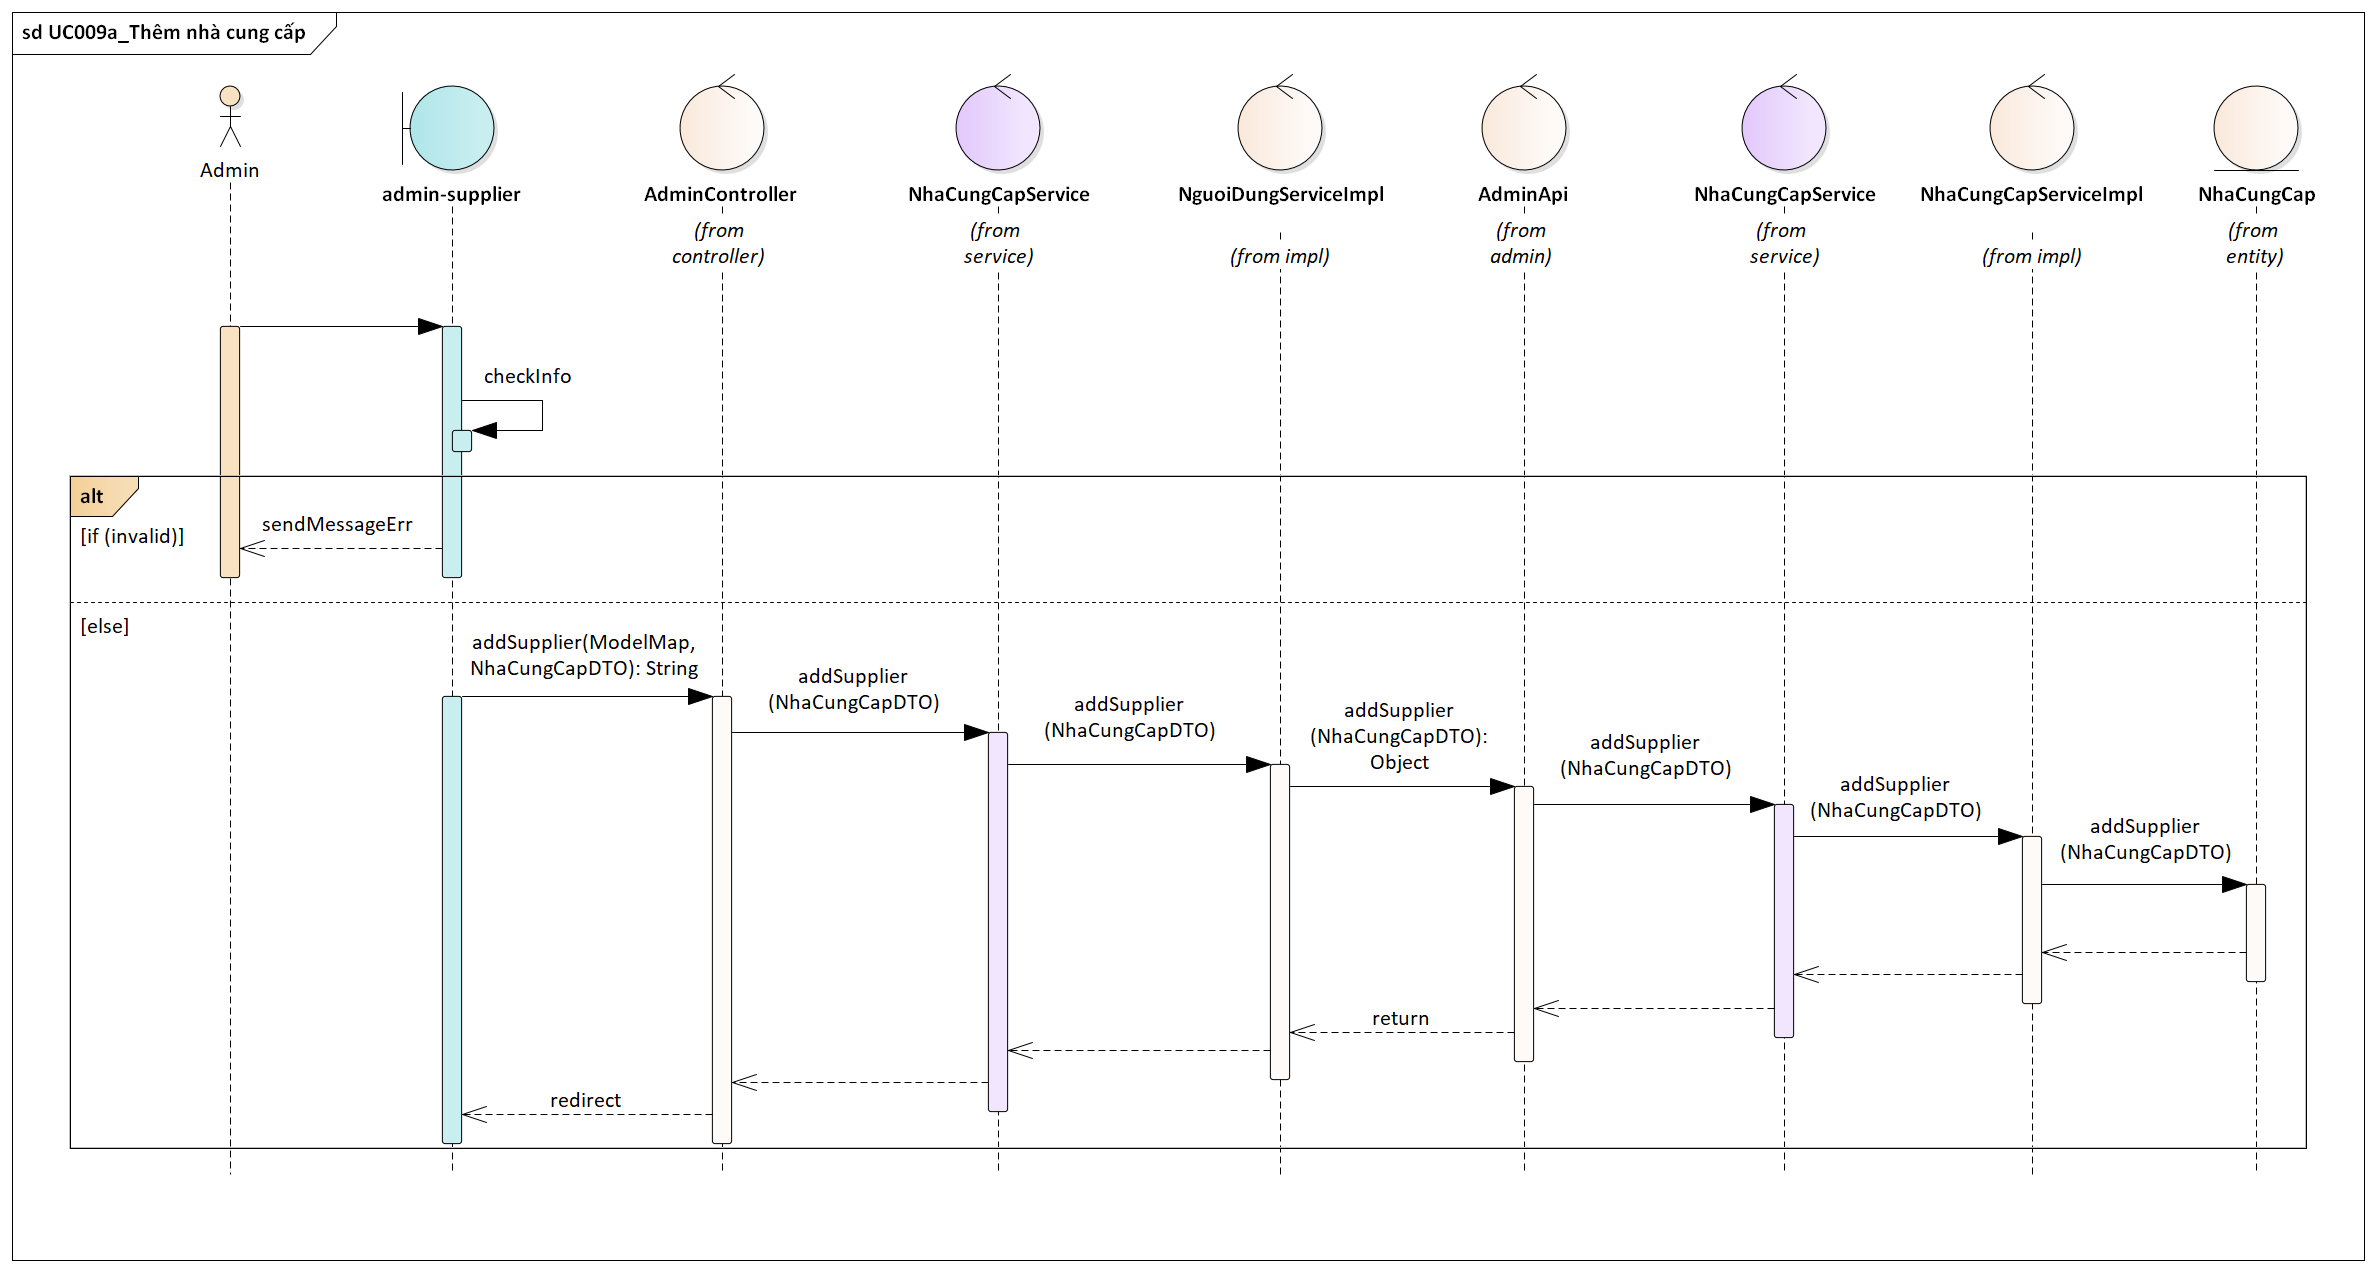 sd UC009a_Thêm nhà cung cấp
Admin
admin-supplier
AdminController
(from
controller)
NhaCungCapService
(from
service)
NguoiDungServiceImpl
(from impl)
AdminApi
(from
admin)
NhaCungCapService
(from
service)
NhaCungCapServiceImpl
(from impl)
NhaCungCap
(from
entity)
checkInfo
alt
[if (invalid)]
sendMessageErr
[else]
addSupplier(ModelMap,
NhaCungCapDTO): String
addSupplier
(NhaCungCapDTO)
addSupplier
(NhaCungCapDTO)
addSupplier
(NhaCungCapDTO):
Object
addSupplier
(NhaCungCapDTO)
addSupplier
(NhaCungCapDTO)
addSupplier
(NhaCungCapDTO)
return
redirect